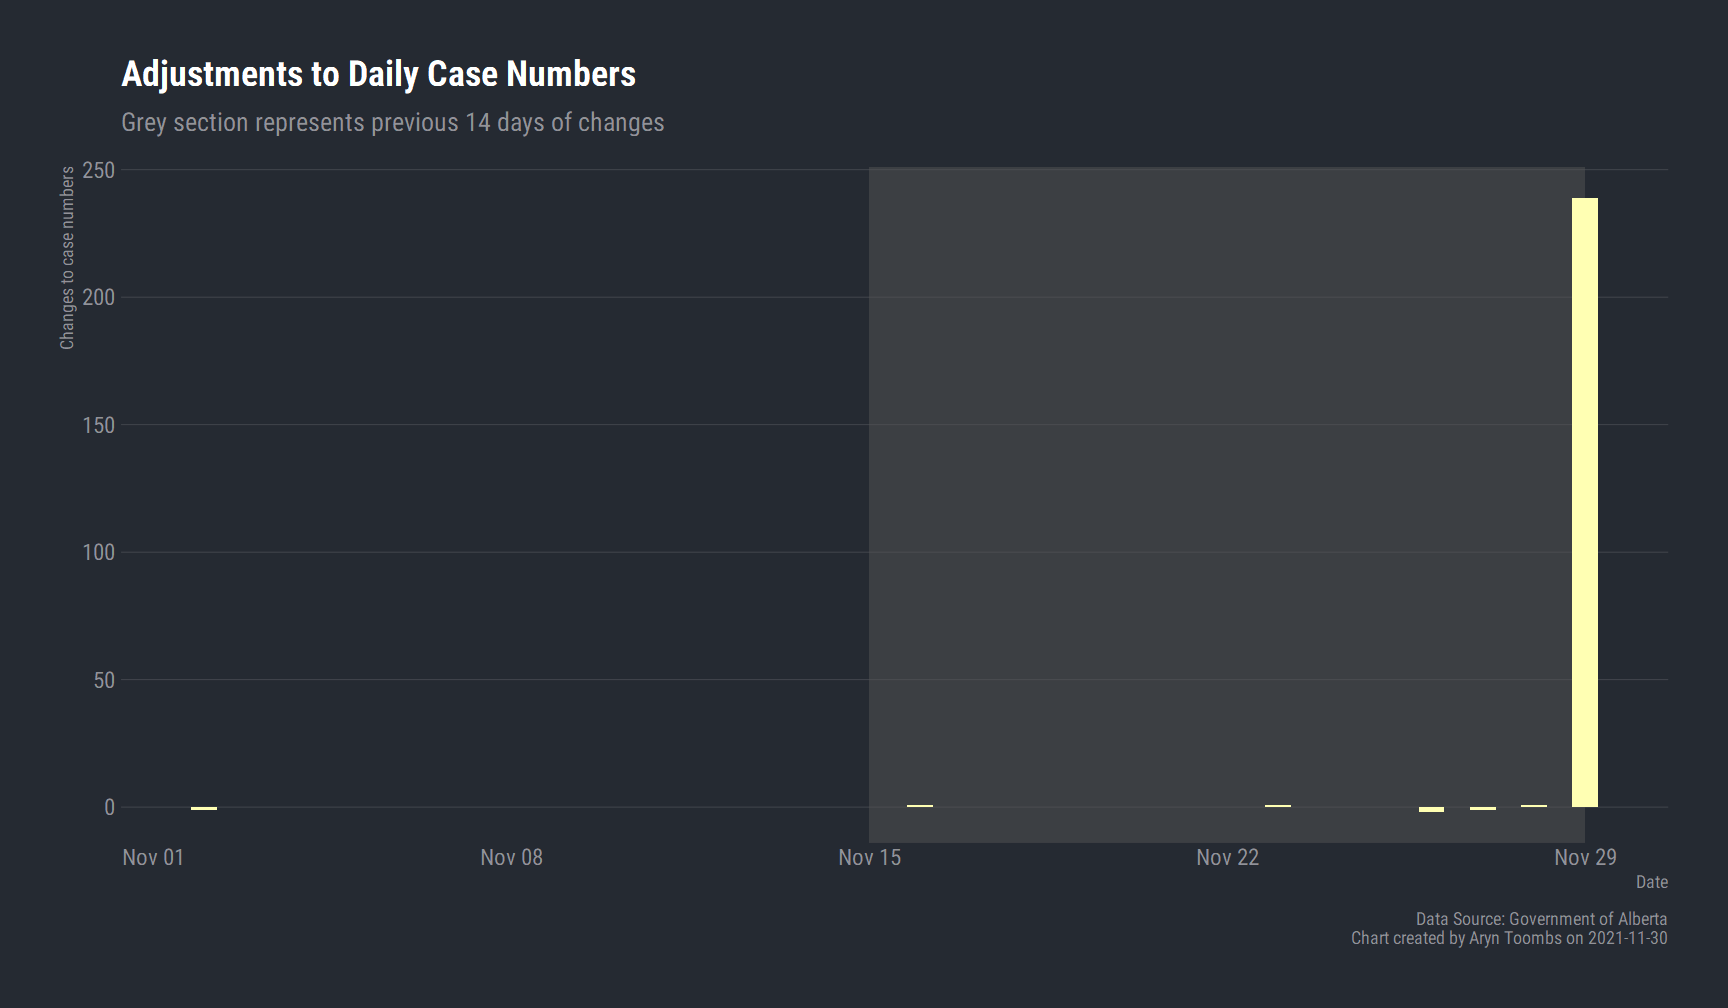 Adjustments to Daily Case Numbers
Grey section represents previous 14 days of changes
Changes to case numbers
250
200
150
100
50
0
Nov 01
Nov 08
Nov 15
Nov 22
Nov 29
Date
Data Source: Government of Alberta
Chart created by Aryn Toombs on 2021-11-30